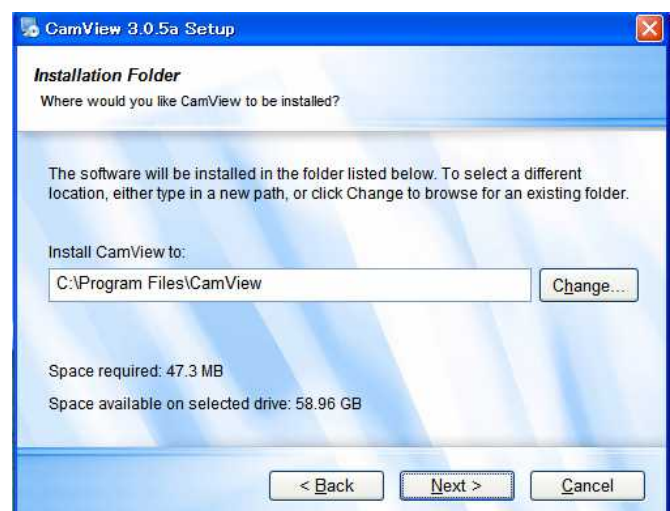 CamView 3.0.5a Setup
Installation Folder
Where would you like CamView to be installed?
The software will be installed in the folder listed below. To select a different
location, either type in a new path, or click Change to browse for an existing folder.
Install CamView to:
C:\Program Files\CamView
Change...
Space required: 47.3 MB
Space available on selected drive: 58.96 GB
< Back
Next >
Cancel